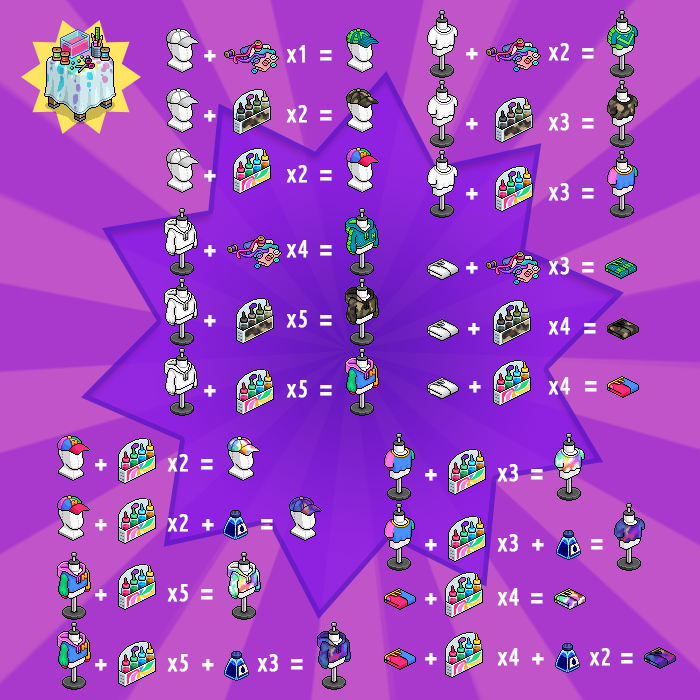 + x1 =
+ x2 =
+ x2 =
+ x4 =
+ x5 =
+ x5 =
+ x2 =
+ x3 =
+ x3 =
+ x3 =
+ x4 =
+ x4 =
+ x2 =
+ x2 + =
+ x5 =
+ x5 + x3 =
+ x3 =
+ x3 + =
+ x4 =
+ x4 + x2 =